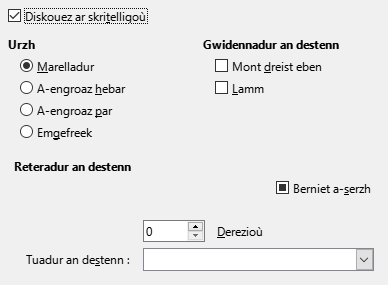 Diskouez ar skritelligoù
Urzh
Marelladur
A-engroaz hebar
A-engroaz par
Emgefreek
Gwidennadur an destenn
Mont dreist eben
Lamm
Reteradur an destenn
Berniet a-serzh
0 Derezioù
Tuadur an destenn :